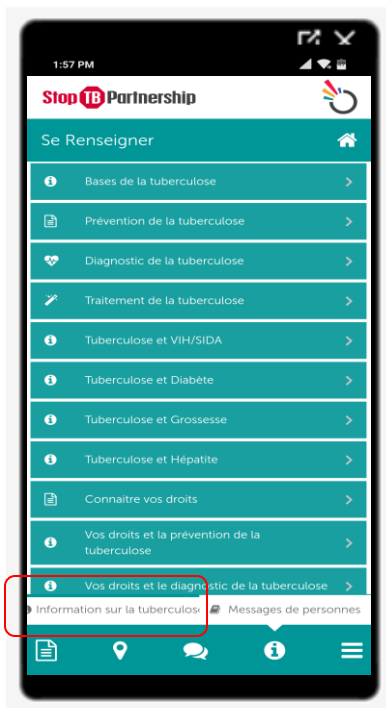 1:57 PM
Stop TB Partnership
Se Renseigner
Bases de la tuberculose
Prévention de la tuberculose
Diagnostic de la tuberculose
Traitement de la tuberculose
Tuberculose et VIH/SIDA
Tuberculose et Diabète
Tuberculose et Grossesse
Tuberculose et Hépatite
Connaitre vos droits
Vos droits et la prévention de la
tuberculose
Vos droits et le diagnostic de la tuberculose
Information sur la tuberculose Messages de personnes